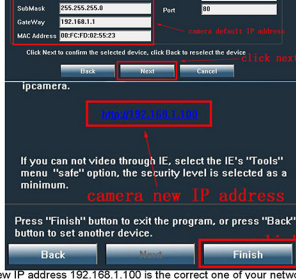 SubMask 255.255.255.0 Port 80
GateWay 192.168.1.1
camera default IP address
MAC Address 00:FC:FD:02:55:23
Click Next to confirm the selected device, click Back to reselect the device
click next
Back Next Cancel
ipcamera.
http://192.168.1.100
If you can not video through IE, select the IE's "Tools"
menu "safe" option, the security level is selected as a
minimum.
camera new IP address
Press "Finish" button to exit the program, or press "Back"
button to set another device.
Back Next Finish
IP address 192.168.1.100 is the correct one of your